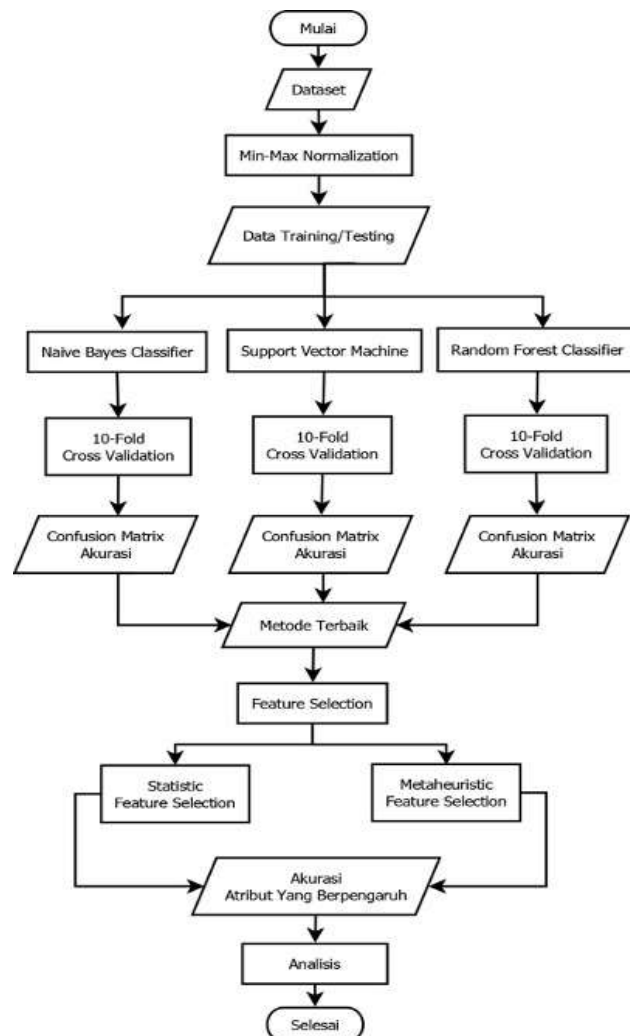 Mulai
Dataset
Min-Max Normalization
Data Training/Testing
Naive Bayes Classifier
Support Vector Machine
Random Forest Classifier
10-Fold
Cross Validation
10-Fold
Cross Validation
10-Fold
Cross Validation
Confusion Matrix
Akurasi
Confusion Matrix
Akurasi
Confusion Matrix
Akurasi
Metode Terbaik
Feature Selection
Statistic
Feature Selection
Metaheuristic
Feature Selection
Akurasi
Atribut Yang Berpengaruh
Analisis
Selesai